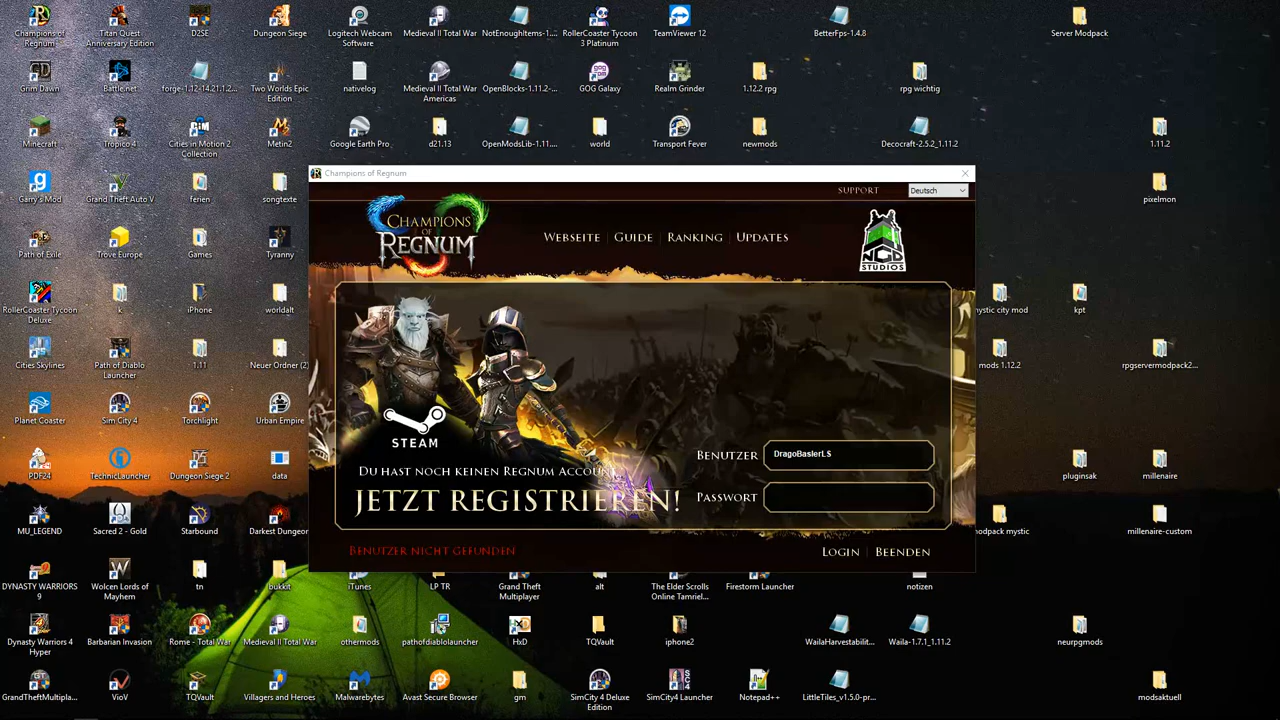 Champions of
Regnum
Titan Quest
Anniversary Edition
D2SE
Dungeon Siege
Logitech Webcam
Software
Medieval II Total War
NotEnoughItems-1....
RollerCoaster Tycoon
3 Platinum
TeamViewer 12
BetterFps-1.4.8
Server Modpack
Grim Dawn
Battle.net
forge-1.12-14.21.1.2...
Two Worlds Epic
Edition
nativelog
Medieval II Total War
Americas
OpenBlocks-1.11.2-...
GOG Galaxy
Realm Grinder
1.12.2 rpg
rpg wichtig
Minecraft
Tropico 4
Cities in Motion 2
Collection
Metin2
Google Earth Pro
d21.13
OpenModsLib-1.11....
world
Transport Fever
newmods
Decocraft-2.5.2_1.11.2
1.11.2
Garry's Mod
Grand Theft Auto V
ferien
songtexte
pixelmon
Path of Exile
Trove Europe
Games
Tyranny
RollerCoaster Tycoon
Deluxe
k
iPhone
worldalt
mystic city mod
kpt
Cities Skylines
Path of Diablo
Launcher
1.11
Neuer Ordner (2)
mods 1.12.2
rpgservermodpack2...
Planet Coaster
Sim City 4
Torchlight
Urban Empire
PDF24
TechnicLauncher
Dungeon Siege 2
data
pluginsak
millenaire
MU_LEGEND
Sacred 2 - Gold
Starbound
Darkest Dungeon
modpack mystic
millenaire-custom
Champions of Regnum
SUPPORT
Deutsch
CHAMPIONS
OF
REGNUM
WEBSEITE | GUIDE | RANKING | UPDATES
NGD
STUDIOS
STEAM
BENUTZER
DragoBaslerLS
DU HAST NOCH KEINEN REGNUM ACCOUNT
JETZT REGISTRIEREN!
PASSWORT
BENUTZER NICHT GEFUNDEN
LOGIN | BEENDEN
DYNASTY WARRIORS
9
Wolcen Lords of
Mayhem
tn
bukkit
iTunes
LP TR
Grand Theft
Multiplayer
alt
The Elder Scrolls
Online Tamriel...
Firestorm Launcher
notizen
Dynasty Warriors 4
Hyper
Barbarian Invasion
Rome - Total War
Medieval II Total War
othermods
pathofdiablolauncher
HxD
TQVault
iphone2
WailaHarvestabilit...
Waila-1.7.1_1.11.2
neurpgmods
GrandTheftMultipla...
VioV
TQVault
Villagers and Heroes
Malwarebytes
Avast Secure Browser
gm
SimCity 4 Deluxe
Edition
SimCity4 Launcher
Notepad++
LittleTiles_v1.5.0-pr...
modsaktuell